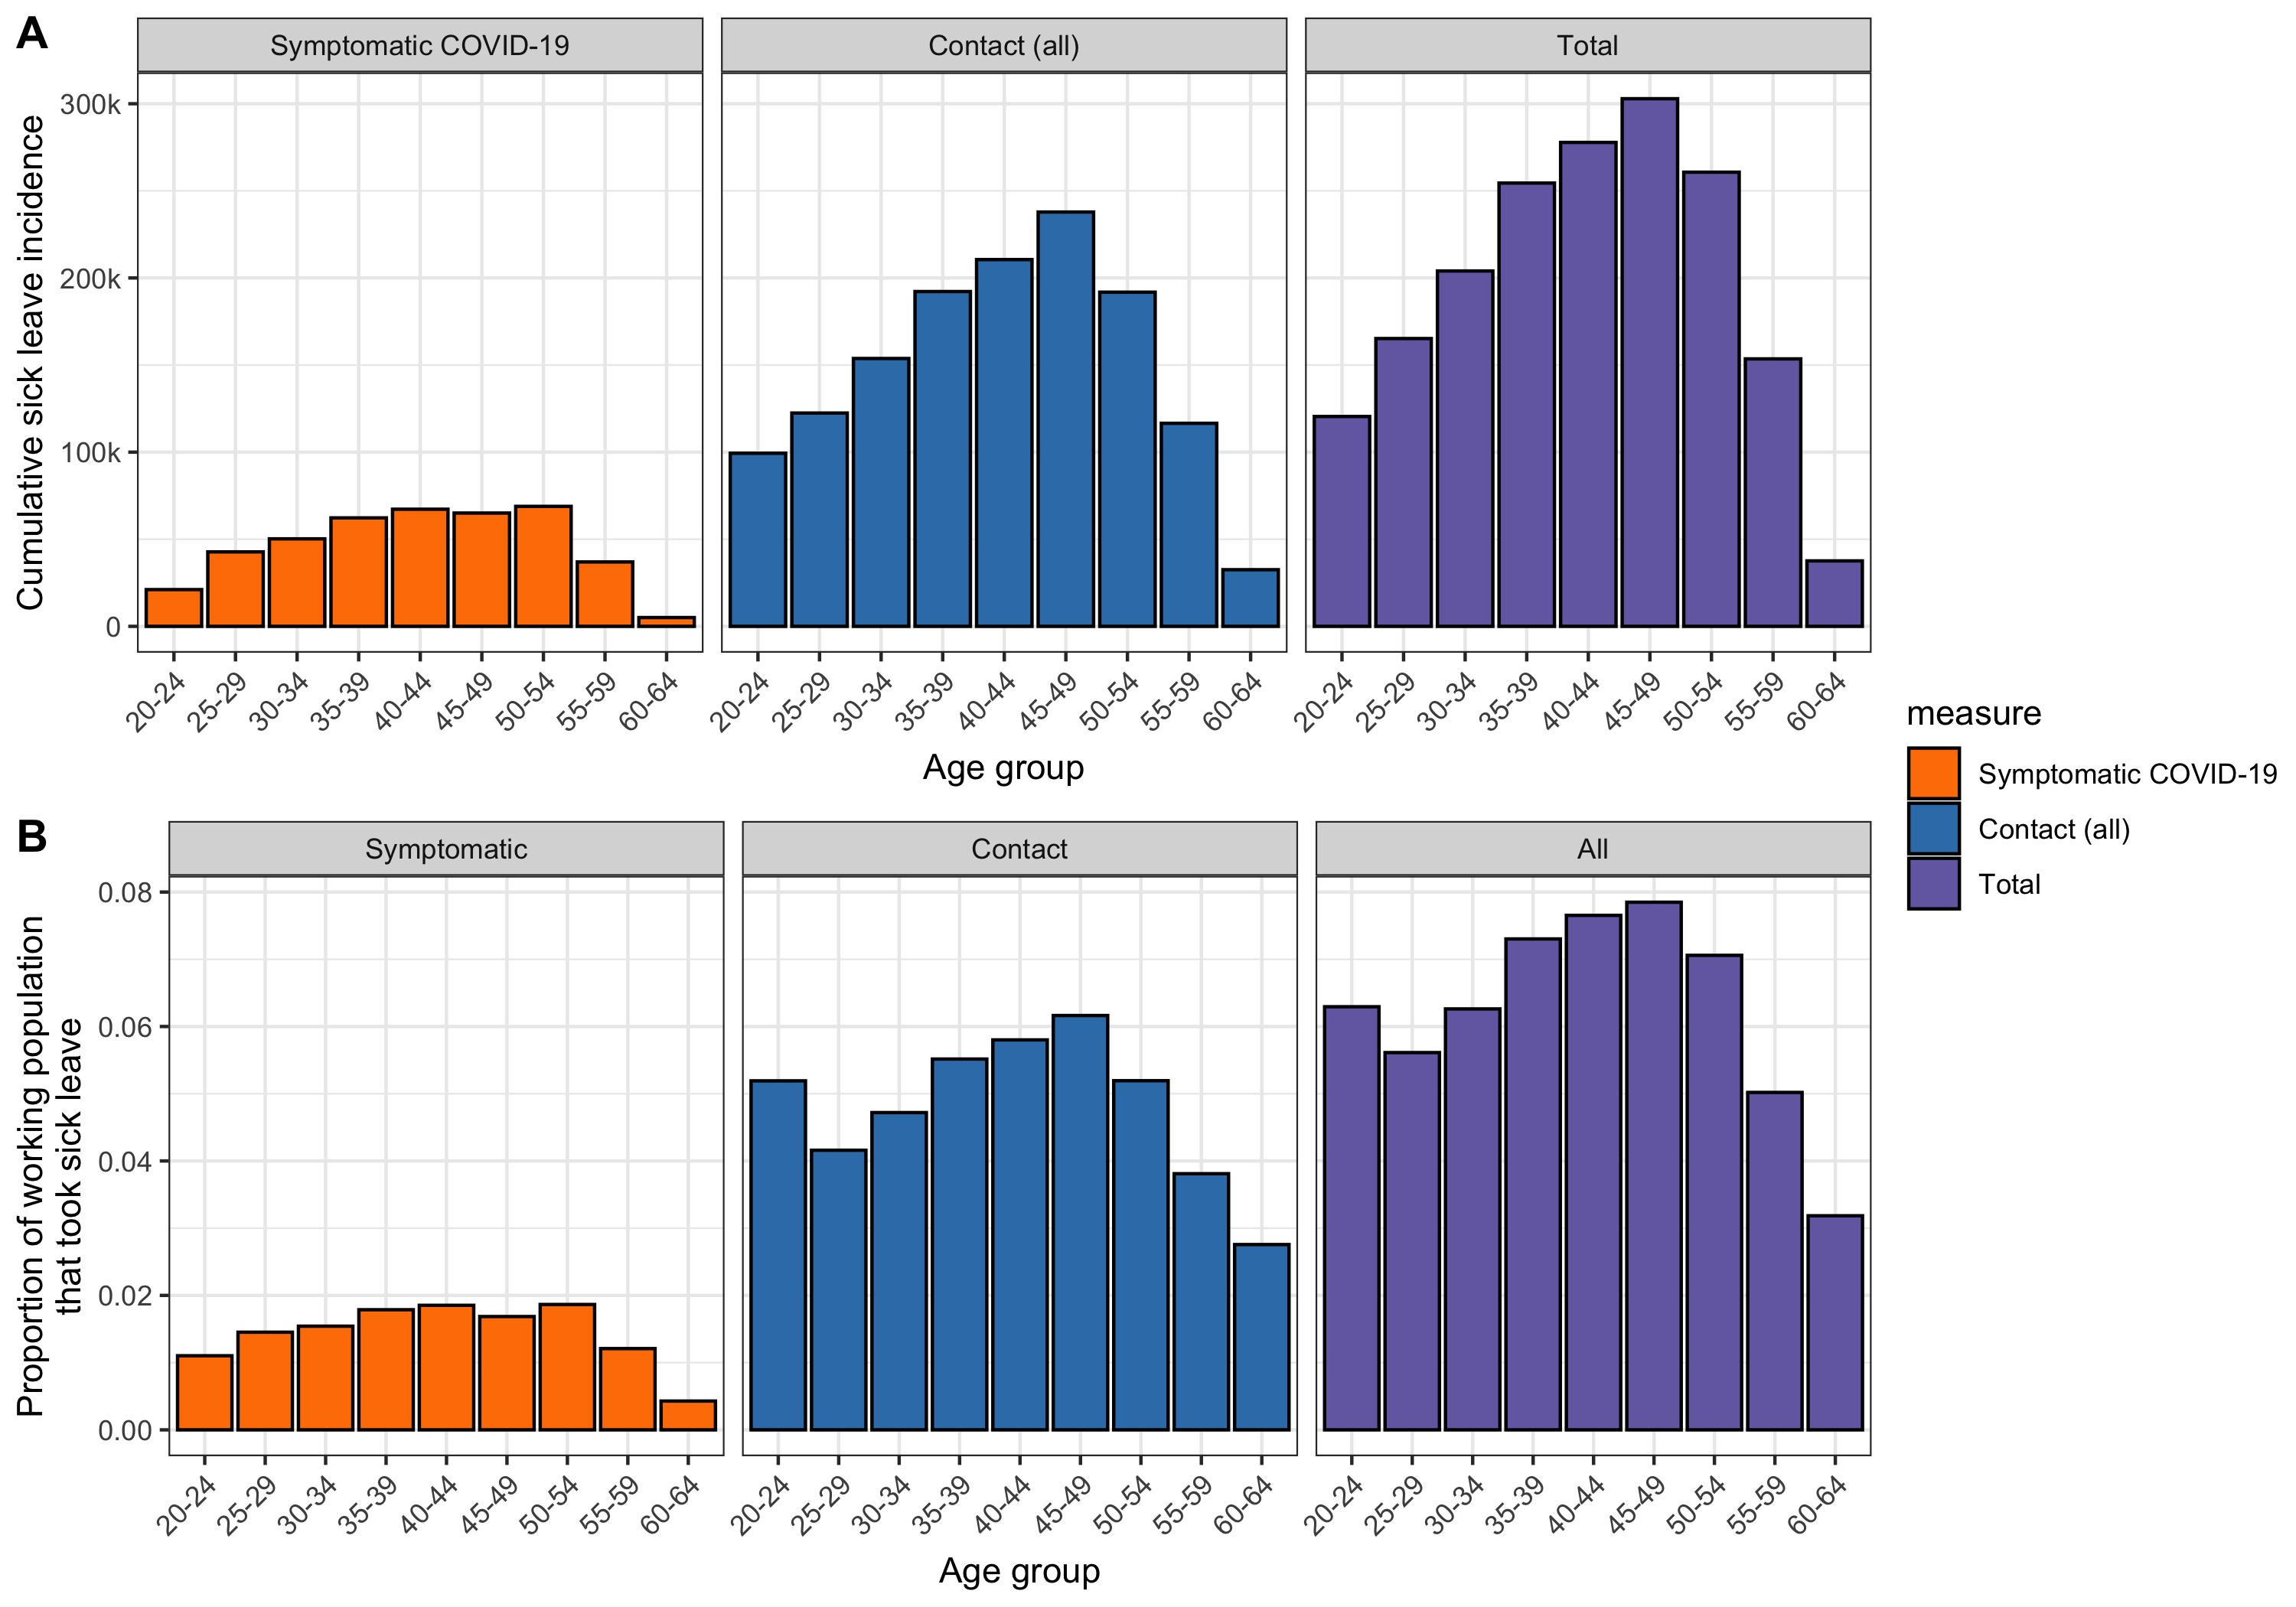 A
Symptomatic COVID-19
Contact (all)
Total
Cumulative sick leave incidence
300k
200k
100k
0
20-24 25-29 30-34 35-39 40-44 45-49 50-54 55-59 60-64
20-24 25-29 30-34 35-39 40-44 45-49 50-54 55-59 60-64
20-24 25-29 30-34 35-39 40-44 45-49 50-54 55-59 60-64
Age group
B
Symptomatic
Contact
All
Proportion of working population
that took sick leave
0.08
0.06
0.04
0.02
0.00
20-24 25-29 30-34 35-39 40-44 45-49 50-54 55-59 60-64
20-24 25-29 30-34 35-39 40-44 45-49 50-54 55-59 60-64
20-24 25-29 30-34 35-39 40-44 45-49 50-54 55-59 60-64
Age group
measure
Symptomatic COVID-19
Contact (all)
Total